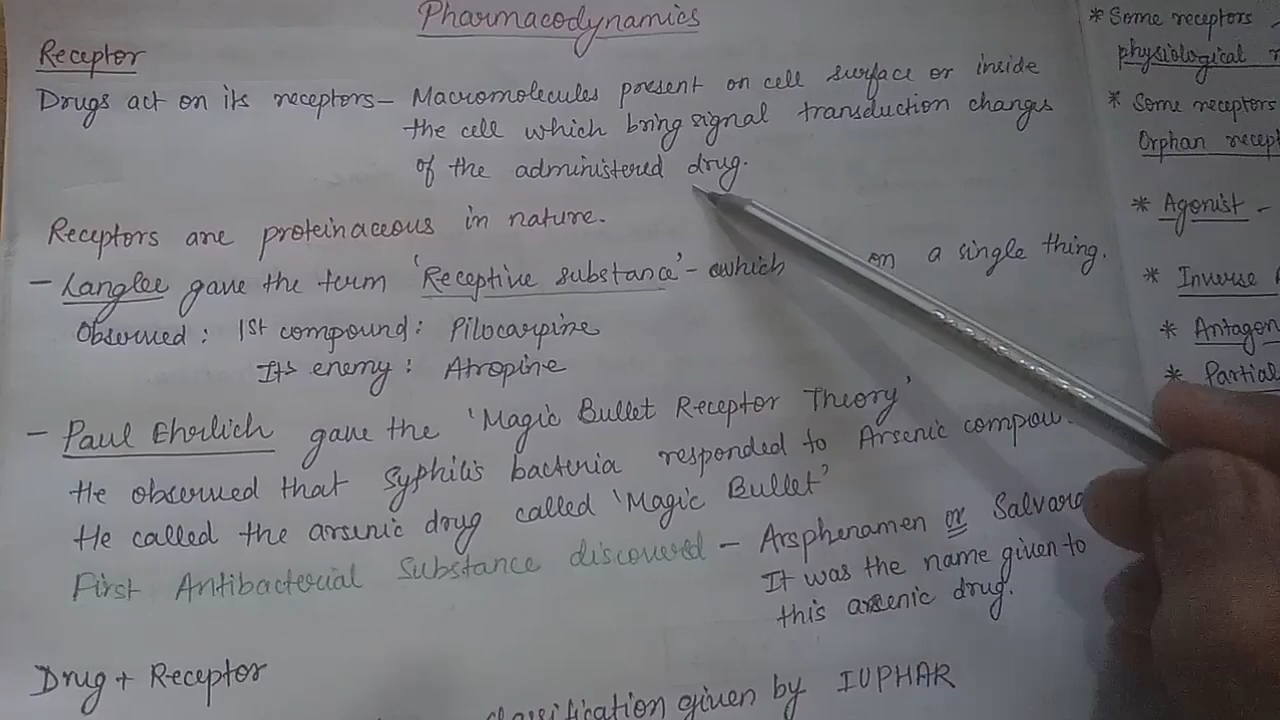 Pharmacodynamics
Receptor
Drugs act on its receptors - Macromolecules present on cell surface or inside
the cell which bring signal transduction changes
of the administered drug.
Receptors are proteinaceous in nature.
- Langlee gave the term 'Receptive substance' - which on a single thing.
Observed : 1st compound : Pilocarpine
Its enemy : Atropine
- Paul Ehrlich gave the 'Magic Bullet Receptor Theory'
He observed that Syphilis bacteria responded to Arsenic
He called the arsenic drug called 'Magic Bullet'
First Antibacterial Substance discovered - Arsphenamen or
It was the name given to
this arsenic drug.
Drug + Receptor
classification given by IUPHAR
* Some receptors
physiological
* Some receptors
Orphan
* Agonist -
* Inverse
*
* Partial